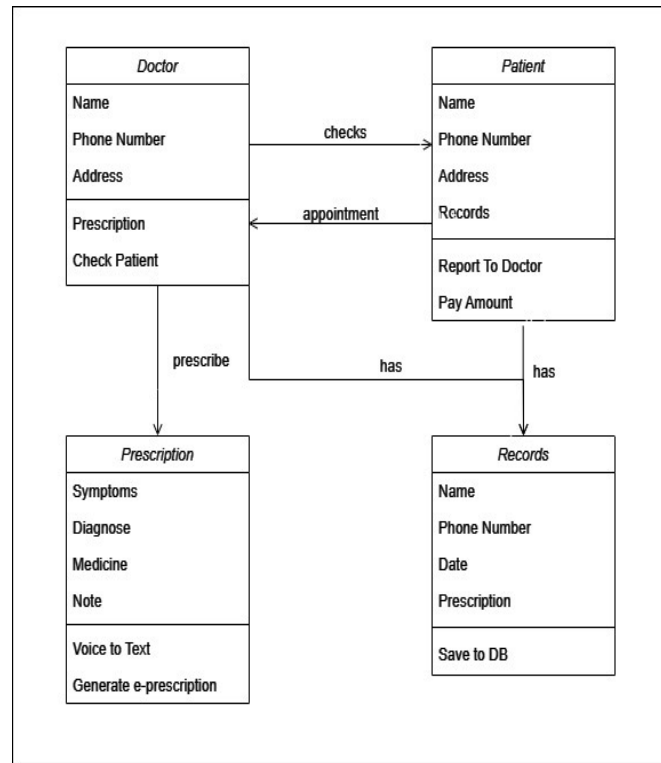 Doctor
Name
Phone Number
Address
Prescription
Check Patient
checks
appointment
Patient
Name
Phone Number
Address
Records
Report To Doctor
Pay Amount
prescribe
has
has
Prescription
Symptoms
Diagnose
Medicine
Note
Voice to Text
Generate e-prescription
Records
Name
Phone Number
Date
Prescription
Save to DB